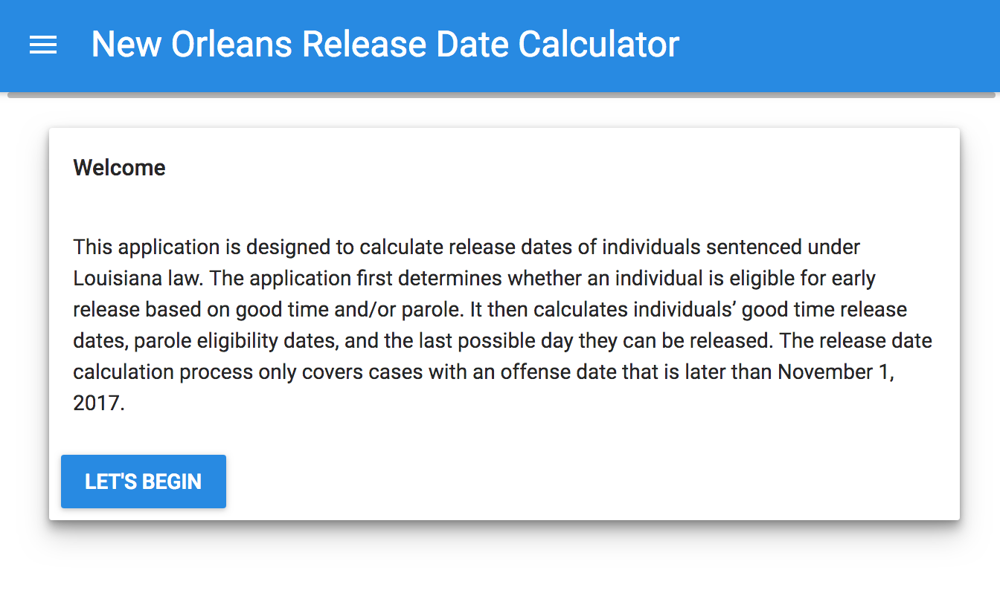 New Orleans Release Date Calculator
Welcome
This application is designed to calculate release dates of individuals sentenced under
Louisiana law. The application first determines whether an individual is eligible for early
release based on good time and/or parole. It then calculates individuals’ good time release
dates, parole eligibility dates, and the last possible day they can be released. The release date
calculation process only covers cases with an offense date that is later than November 1,
2017.
LET'S BEGIN